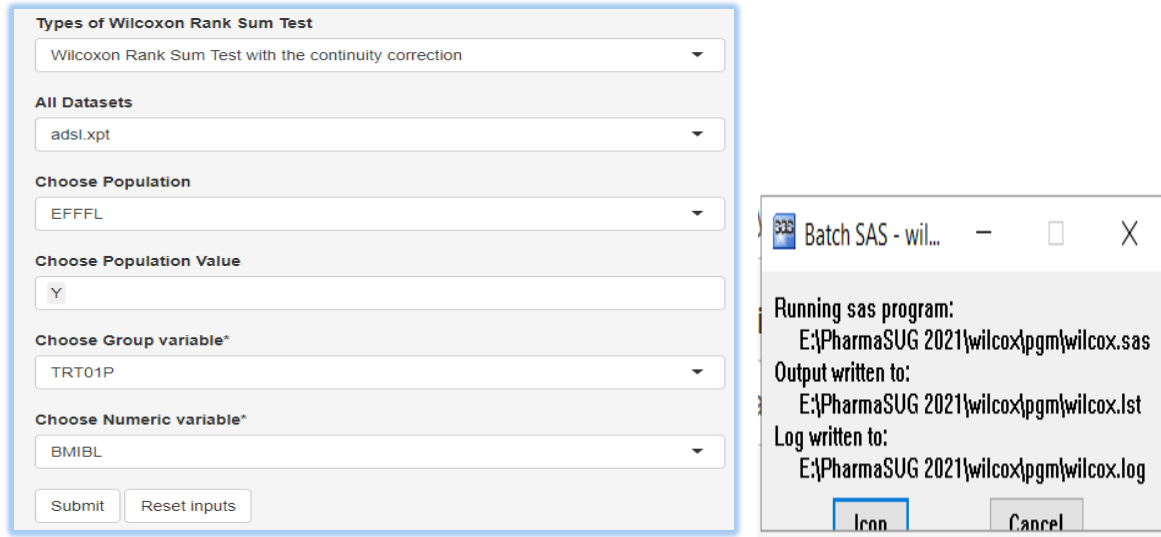 Types of Wilcoxon Rank Sum Test
Wilcoxon Rank Sum Test with the continuity correction
All Datasets
adsl.xpt
Choose Population
EFFFL
Choose Population Value
Y
Choose Group variable*
TRT01P
Choose Numeric variable*
BMIBL
Submit Reset inputs
Batch SAS - wil...
Running sas program:
E:\PharmaSUG 2021\wilcox\pgm\wilcox.sas
Output written to:
E:\PharmaSUG 2021\wilcox\pgm\wilcox.lst
Log written to:
E:\PharmaSUG 2021\wilcox\pgm\wilcox.log
Icon Cancel